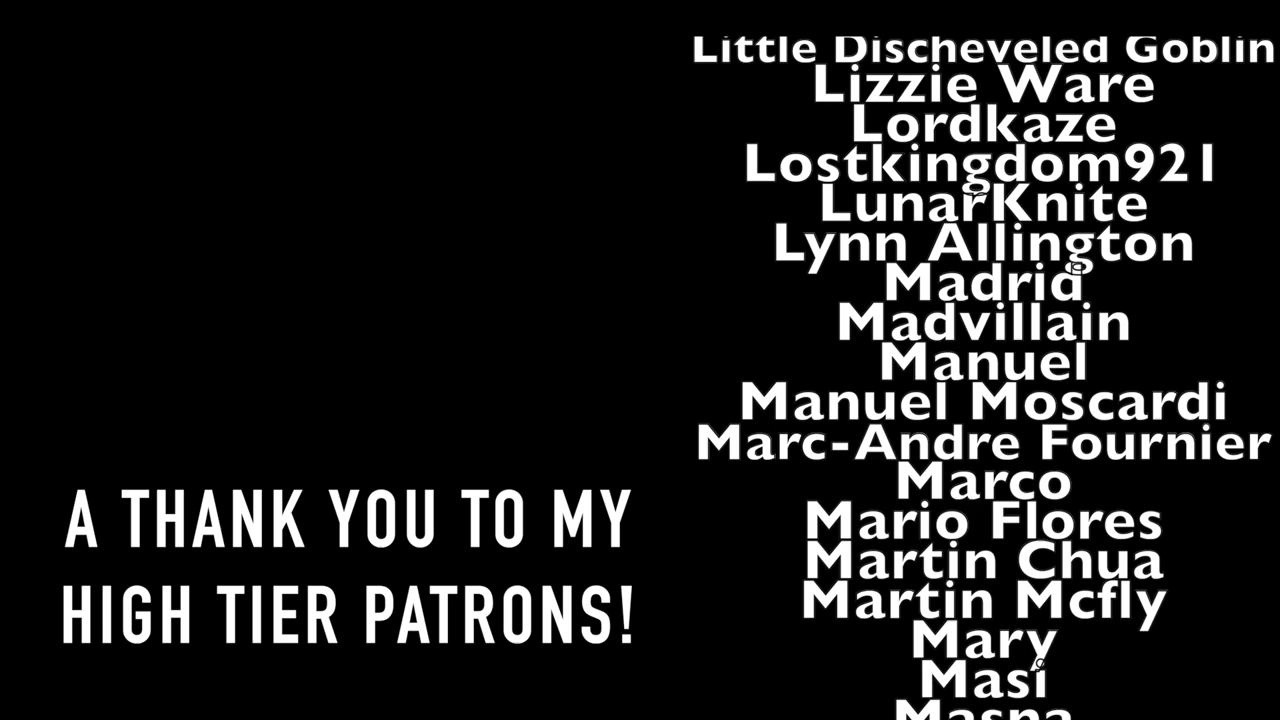 A THANK YOU TO MY
HIGH TIER PATRONS!
Little Discheveled Goblin
Lizzie Ware
Lordkaze
Lostkingdom921
LunarKnite
Lynn Allington
Madrid
Madvillain
Manuel
Manuel Moscardi
Marc-Andre Fournier
Marco
Mario Flores
Martin Chua
Martin Mcfly
Mary
Masi